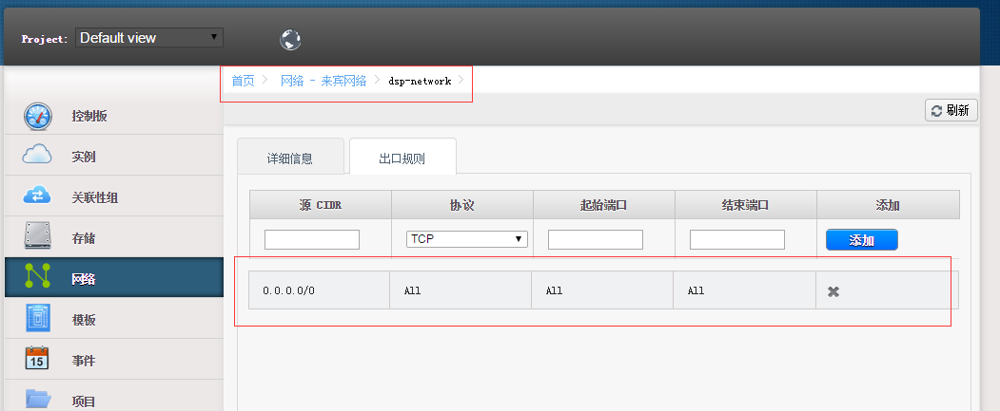 Project: Default view
首页 网络 - 来宾网络 dsp-network
刷新
控制板
实例
关联性组
存储
网络
模板
事件
15
项目
详细信息 出口规则
源 CIDR 协议 起始端口 结束端口 添加
TCP 添加
0.0.0.0/0 All All All